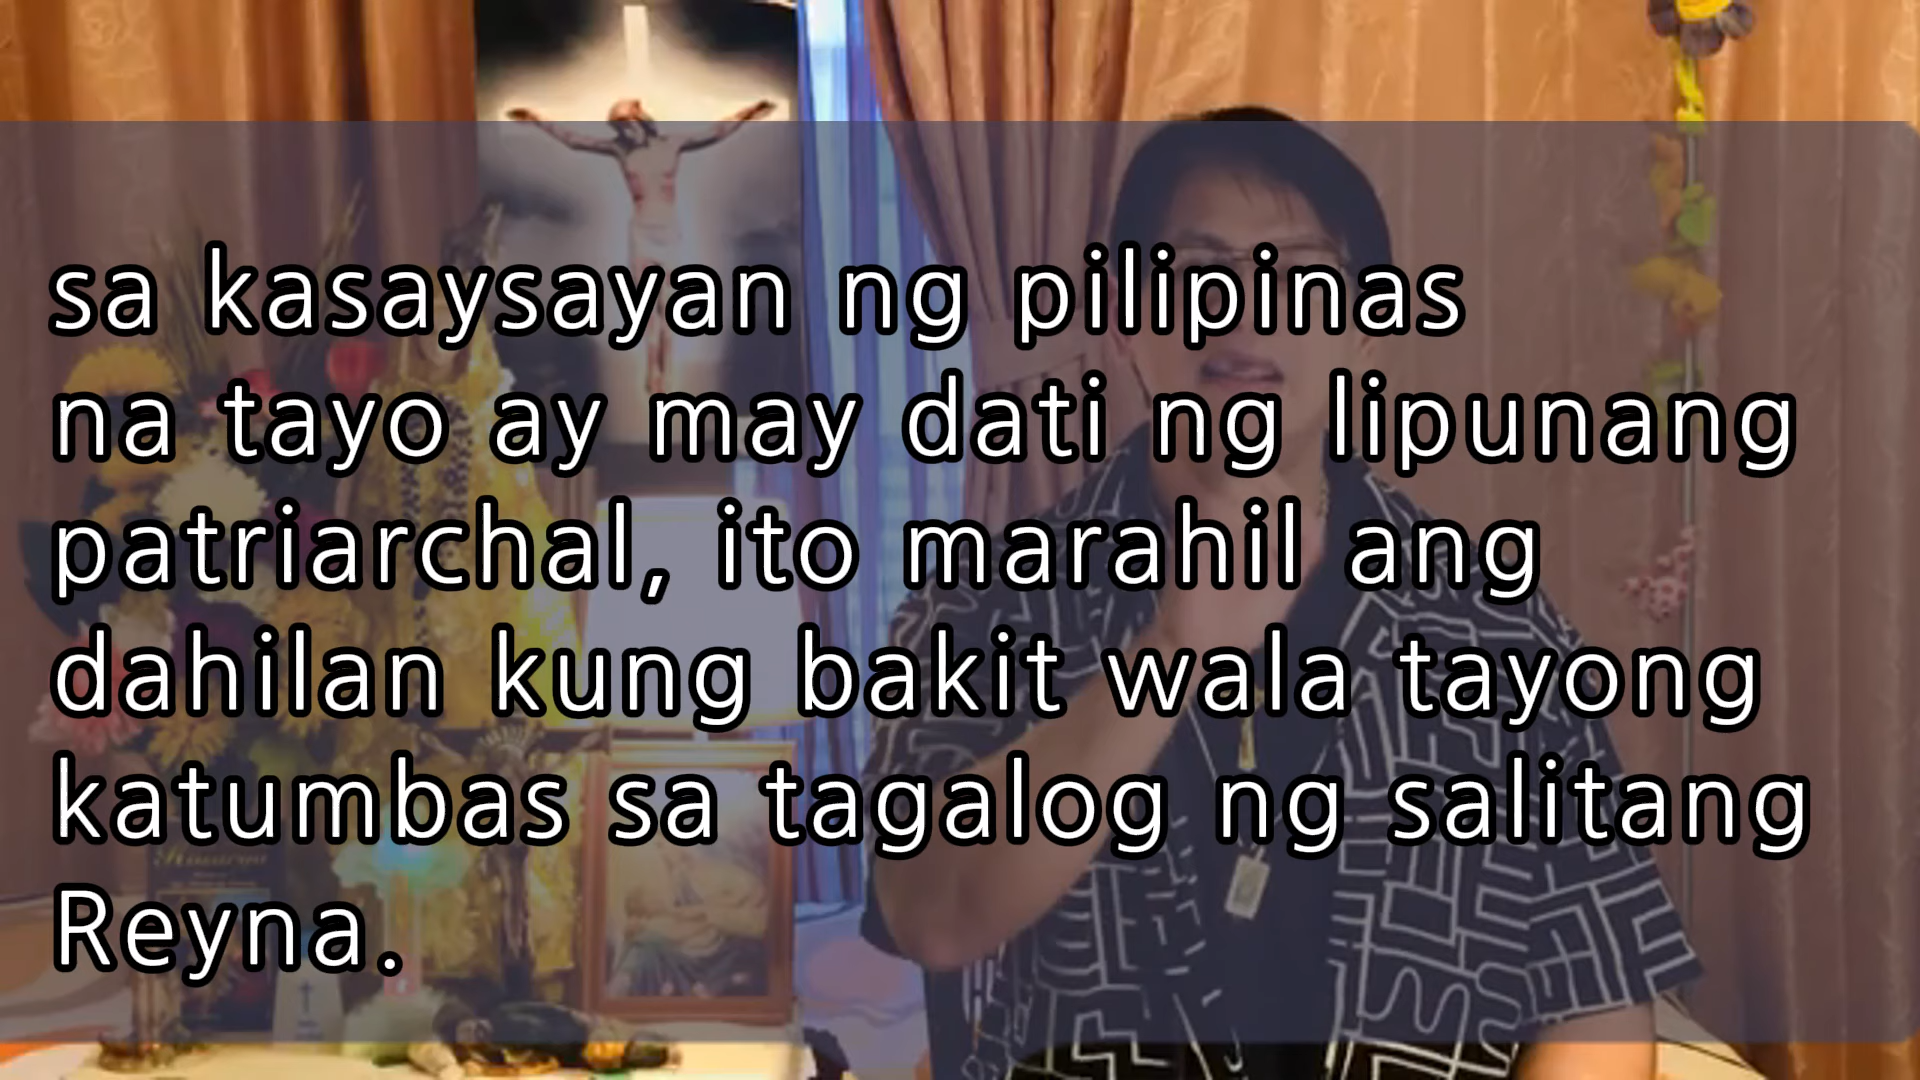 sa kasaysayan ng pilipinas
na tayo ay may dati ng lipunang
patriarchal, ito marahil ang
dahilan kung bakit wala tayong
katumbas sa tagalog ng salitang
Reyna.